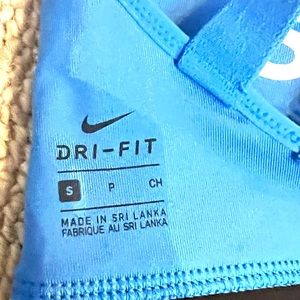 DRI-FIT
S P CH
MADE IN SRI LANKA
FABRIQUE AU SRI LANKA